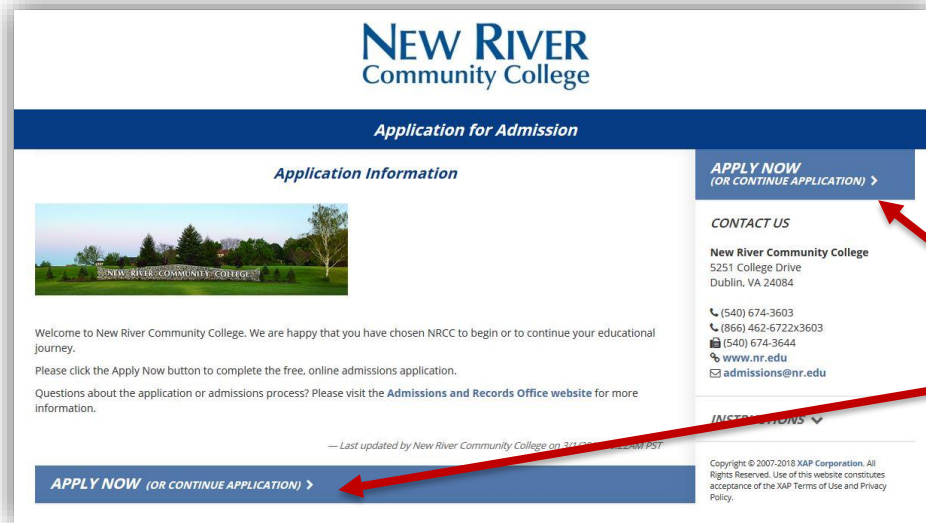 NEW RIVER
Community College
Application for Admission
Application Information
NEW RIVER COMMUNITY COLLEGE
Welcome to New River Community College. We are happy that you have chosen NRCC to begin or to continue your educational
journey.
Please click the Apply Now button to complete the free, online admissions application.
Questions about the application or admissions process? Please visit the Admissions and Records Office website for more
information.
— Last updated by New River Community College on PST
APPLY NOW (OR CONTINUE APPLICATION)
APPLY NOW
(OR CONTINUE APPLICATION)
CONTACT US
New River Community College
5251 College Drive
Dublin, VA 24084
(540) 674-3603
(866) 462-6722x3603
(540) 674-3644
www.nr.edu
admissions@nr.edu
INSTRUCTIONS
Copyright © 2007-2018 XAP Corporation. All
Rights Reserved. Use of this website constitutes
acceptance of the XAP Terms of Use and Privacy
Policy.